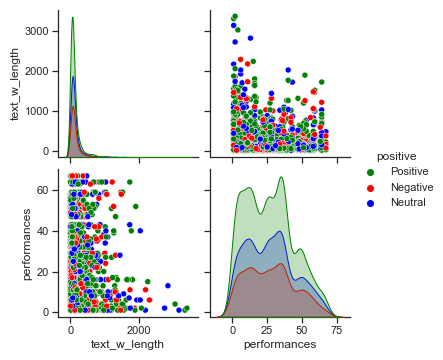 text_w_length
3000
2000
1000
0
performances
60
40
20
0
0 2000
text_w_length
0 25 50 75
performances
positive
Positive
Negative
Neutral